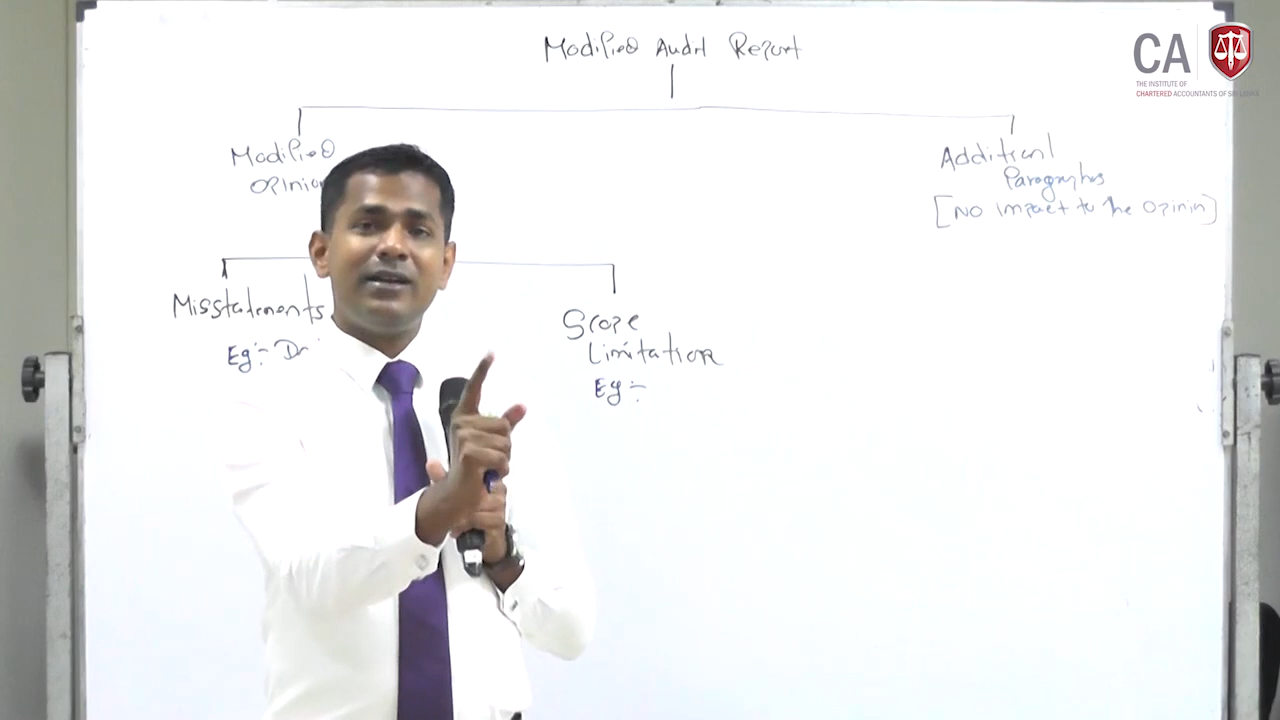 Modified Audit Report
CA
THE INSTITUTE OF
CHARTERED ACCOUNTANTS OF SRI LANKA
Modified
Opinion
Additional
Paragraphs
[No Impact to the Opinin]
Misstatements
Eg:-
Scope
Limitation
Eg:-